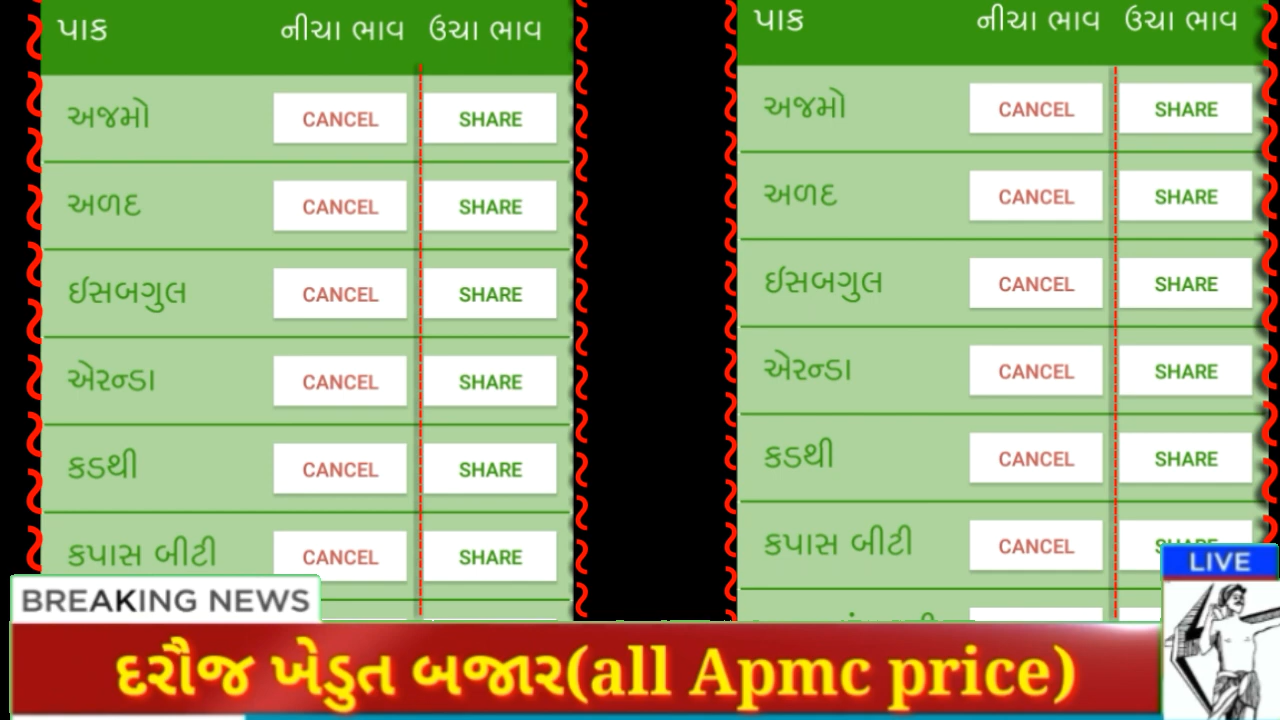 પાક નીચા ભાવ ઉચા ભાવ
અજમો CANCEL SHARE
અળદ CANCEL SHARE
ઈસબગુલ CANCEL SHARE
એરન્ડા CANCEL SHARE
કડથી CANCEL SHARE
કપાસ બીટી CANCEL SHARE
પાક નીચા ભાવ ઉચા ભાવ
અજમો CANCEL SHARE
અળદ CANCEL SHARE
ઈસબગુલ CANCEL SHARE
એરન્ડા CANCEL SHARE
કડથી CANCEL SHARE
કપાસ બીટી CANCEL SHARE
LIVE
BREAKING NEWS
દરૌજ ખેડુત બજાર(all Apmc price)